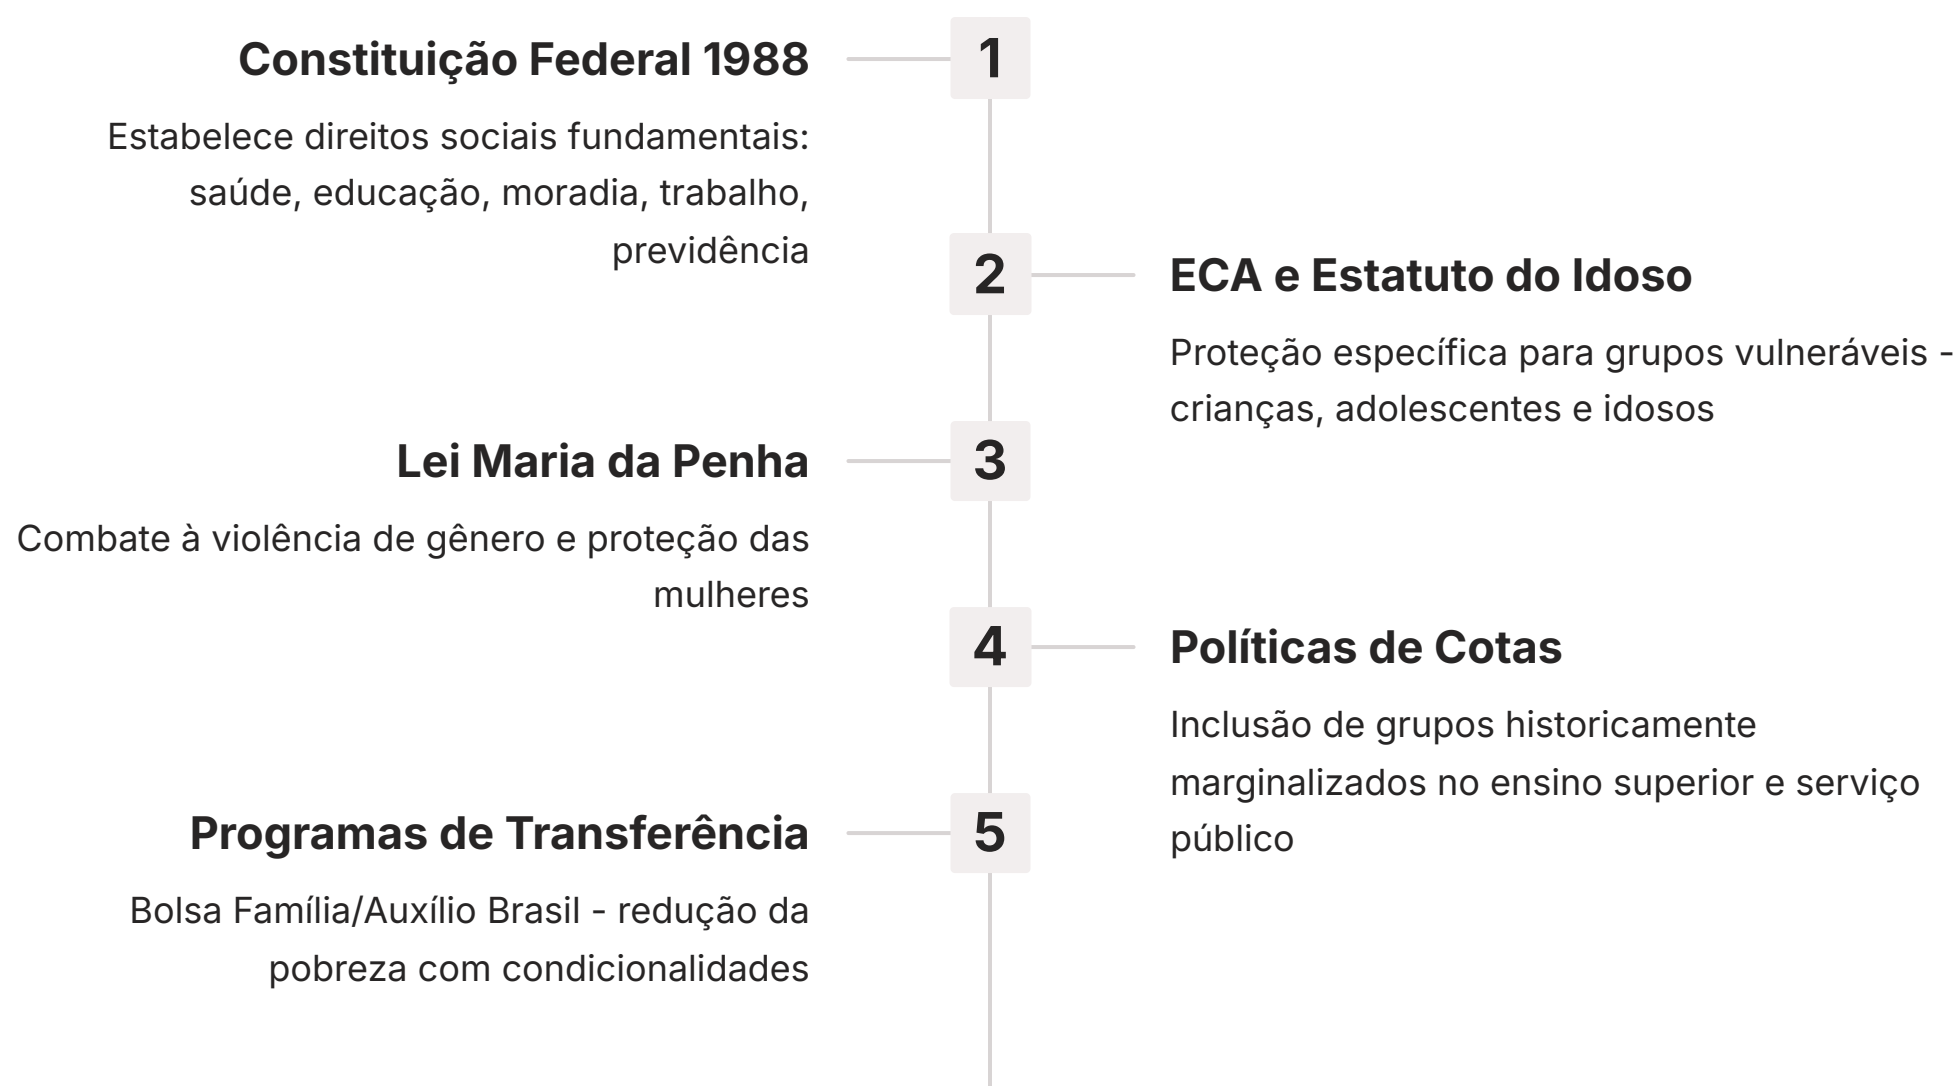 Constituição Federal 1988
1
Estabelece direitos sociais fundamentais:
saúde, educação, moradia, trabalho,
previdência
2
ECA e Estatuto do Idoso
Proteção específica para grupos vulneráveis -
crianças, adolescentes e idosos
Lei Maria da Penha
3
Combate à violência de gênero e proteção das
mulheres
4
Políticas de Cotas
Inclusão de grupos historicamente
marginalizados no ensino superior e serviço
público
Programas de Transferência
5
Bolsa Família/Auxílio Brasil - redução da
pobreza com condicionalidades